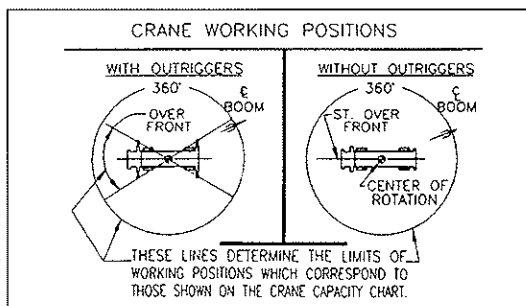 CRANE WORKING POSITIONS
WITH OUTRIGGERS
360°
℄
BOOM
OVER
FRONT
WITHOUT OUTRIGGERS
360°
℄
BOOM
ST. OVER
FRONT
CENTER OF
ROTATION
THESE LINES DETERMINE THE LIMITS OF
WORKING POSITIONS WHICH CORRESPOND TO
THOSE SHOWN ON THE CRANE CAPACITY CHART.